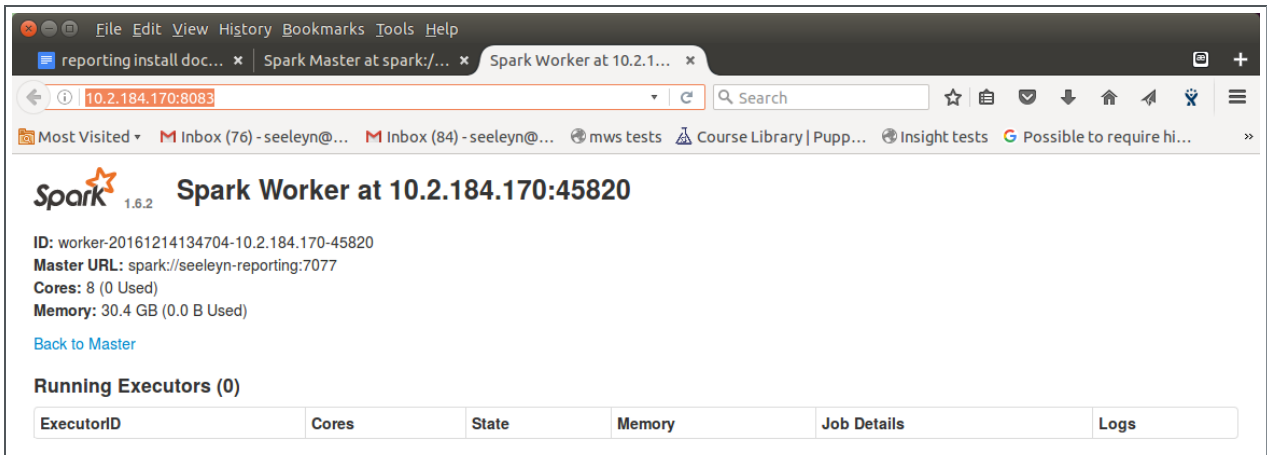 File Edit View History Bookmarks Tools Help
reporting install doc... × Spark Master at spark:/... × Spark Worker at 10.2.1... ×
10.2.184.170:8083 Search
Most Visited Inbox (76) - seeleyn@... Inbox (84) - seeleyn@... mws tests Course Library | Pupp... Insight tests Possible to require hi... »
Spark 1.6.2 Spark Worker at 10.2.184.170:45820
ID: worker-20161214134704-10.2.184.170-45820
Master URL: spark://seeleyn-reporting:7077
Cores: 8 (0 Used)
Memory: 30.4 GB (0.0 B Used)
Back to Master
Running Executors (0)
ExecutorID Cores State Memory Job Details Logs